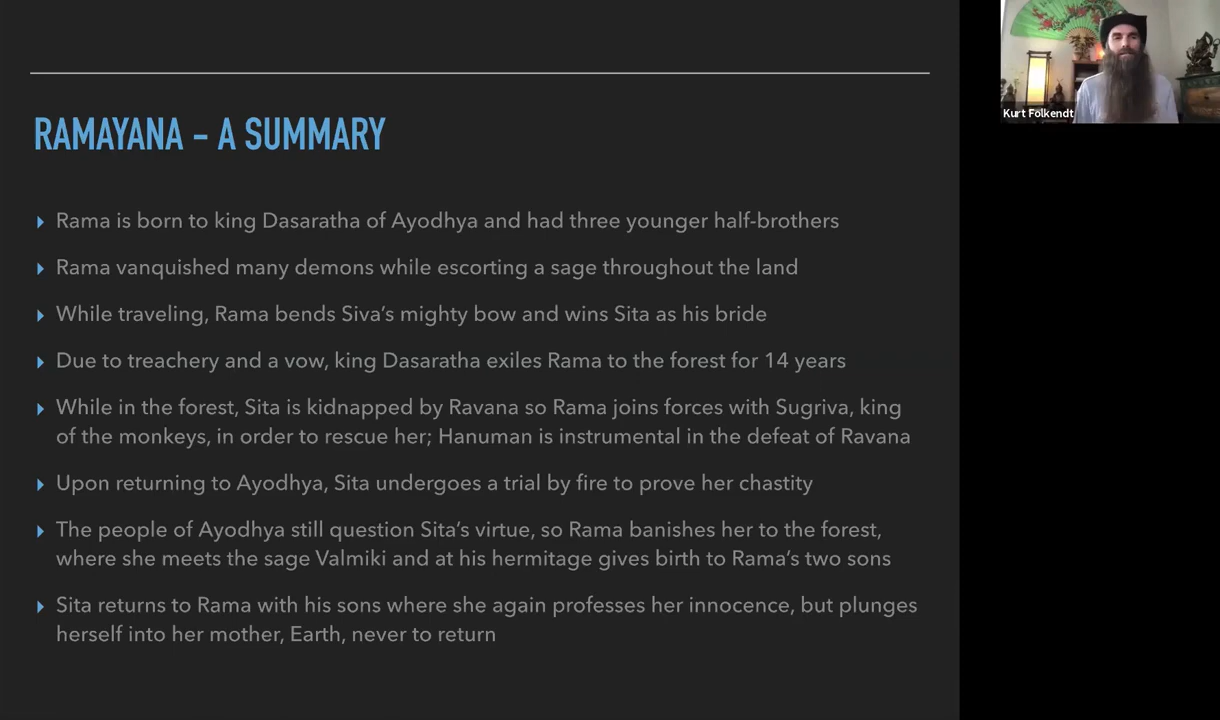 RAMAYANA – A SUMMARY
Rama is born to king Dasaratha of Ayodhya and had three younger half-brothers
Rama vanquished many demons while escorting a sage throughout the land
While traveling, Rama bends Siva's mighty bow and wins Sita as his bride
Due to treachery and a vow, king Dasaratha exiles Rama to the forest for 14 years
While in the forest, Sita is kidnapped by Ravana so Rama joins forces with Sugriva, king
of the monkeys, in order to rescue her; Hanuman is instrumental in the defeat of Ravana
Upon returning to Ayodhya, Sita undergoes a trial by fire to prove her chastity
The people of Ayodhya still question Sita's virtue, so Rama banishes her to the forest,
where she meets the sage Valmiki and at his hermitage gives birth to Rama's two sons
Sita returns to Rama with his sons where she again professes her innocence, but plunges
herself into her mother, Earth, never to return
Kurt Folkendt